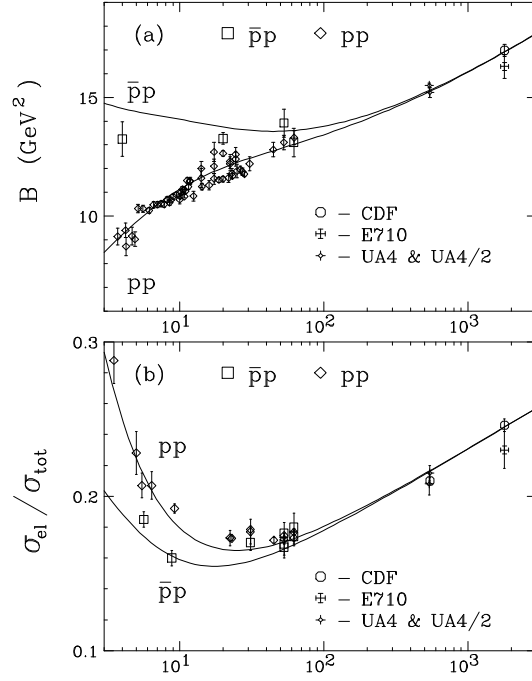 (a) □ p̅p ◇ pp
B (GeV²)
15
10
p̅p
pp
○ – CDF
– E710
– UA4 & UA4/2
10¹ 10² 10³
(b) □ p̅p ◇ pp
σel / σtot
0.3
0.2
0.1
pp
p̅p
○ – CDF
– E710
– UA4 & UA4/2
10¹ 10² 10³